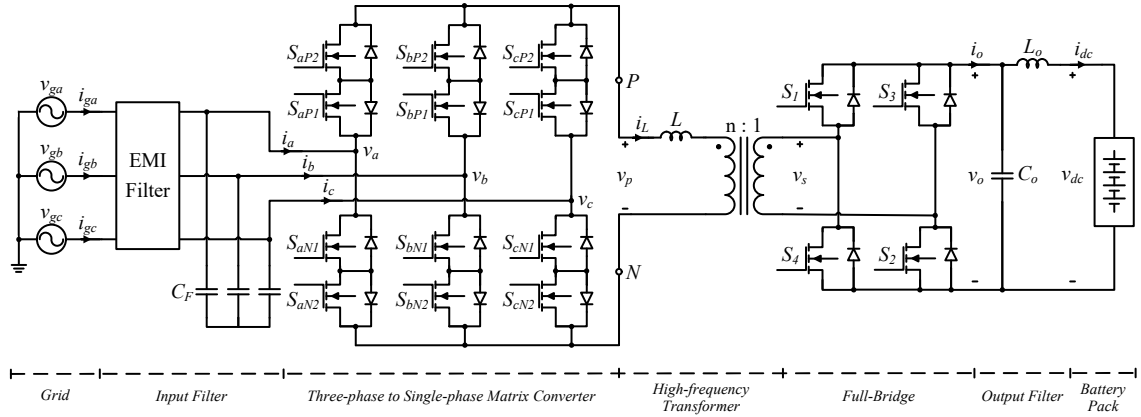 S_aP2
S_bP2
S_cP2
S_aP1
S_bP1
S_cP1
v_ga
i_ga
v_gb
i_gb
v_gc
i_gc
EMI
Filter
C_F
i_a
v_a
i_b
v_b
i_c
v_c
S_aN1
S_bN1
S_cN1
S_aN2
S_bN2
S_cN2
P
N
i_L
L
n : 1
+
v_p
-
+
v_s
-
S_1
S_3
S_4
S_2
i_o
L_o
i_dc
+
v_o
-
C_o
+
v_dc
-
Grid
Input Filter
Three-phase to Single-phase Matrix Converter
High-frequency
Transformer
Full-Bridge
Output Filter
Battery
Pack